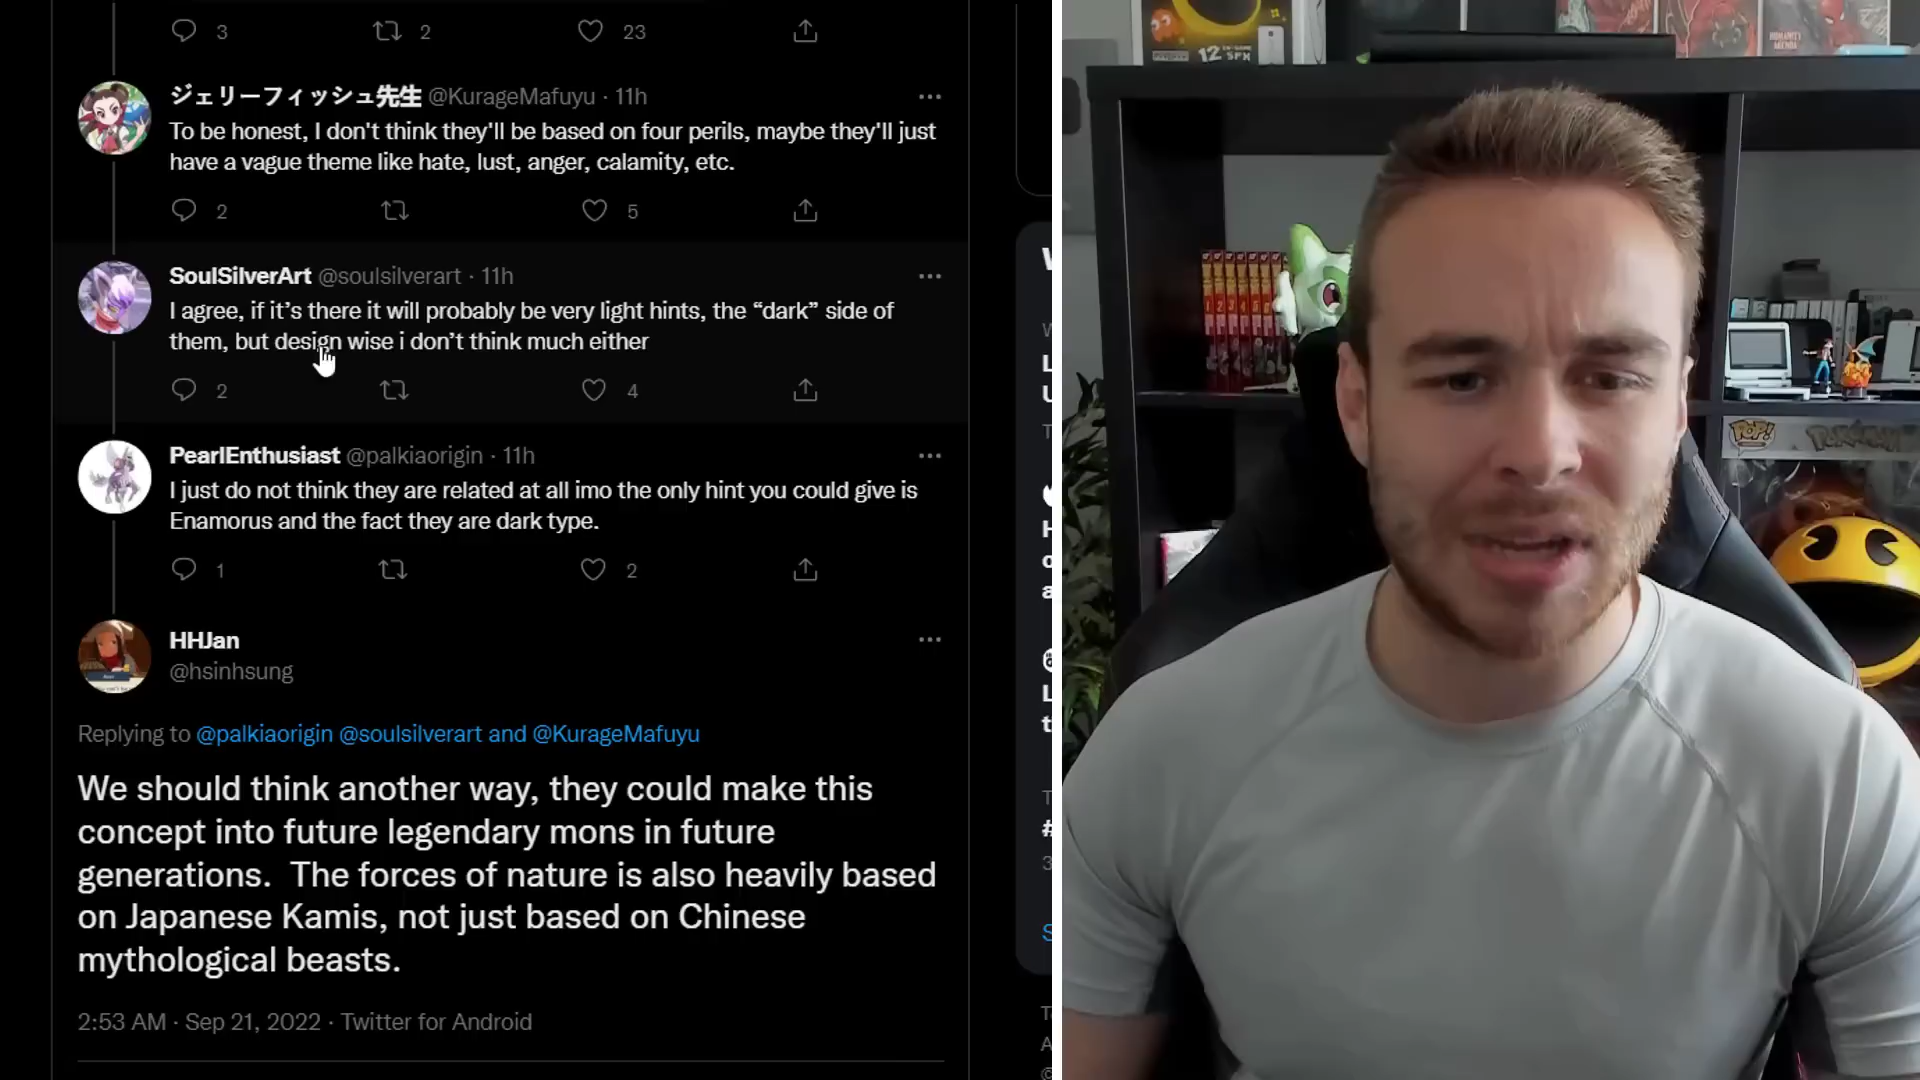 3 2 23
ジェリーフィッシュ先生 @KurageMafuyu · 11h
To be honest, I don't think they'll be based on four perils, maybe they'll just
have a vague theme like hate, lust, anger, calamity, etc.
2 5
SoulSilverArt @soulsilverart · 11h
I agree, if it’s there it will probably be very light hints, the “dark” side of
them, but design wise i don’t think much either
2 4
PearlEnthusiast @palkiaorigin · 11h
I just do not think they are related at all imo the only hint you could give is
Enamorus and the fact they are dark type.
1 2
HHJan
@hsinhsung
Replying to @palkiaorigin @soulsilverart and @KurageMafuyu
We should think another way, they could make this
concept into future legendary mons in future
generations.  The forces of nature is also heavily based
on Japanese Kamis, not just based on Chinese
mythological beasts.
2:53 AM · Sep 21, 2022 · Twitter for Android
12
POP!
POKÉMON